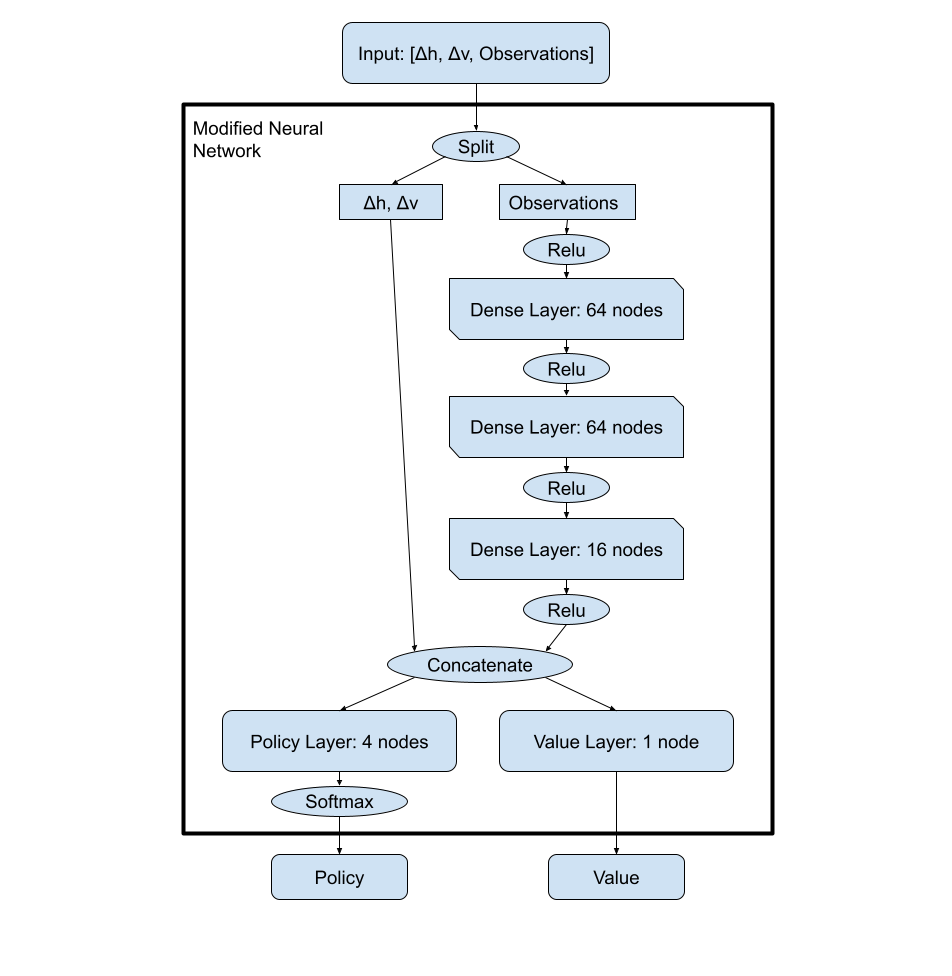 Input: [Δh, Δv, Observations]
Modified Neural
Network
Split
Δh, Δv
Observations
Relu
Dense Layer: 64 nodes
Relu
Dense Layer: 64 nodes
Relu
Dense Layer: 16 nodes
Relu
Concatenate
Policy Layer: 4 nodes
Value Layer: 1 node
Softmax
Policy
Value